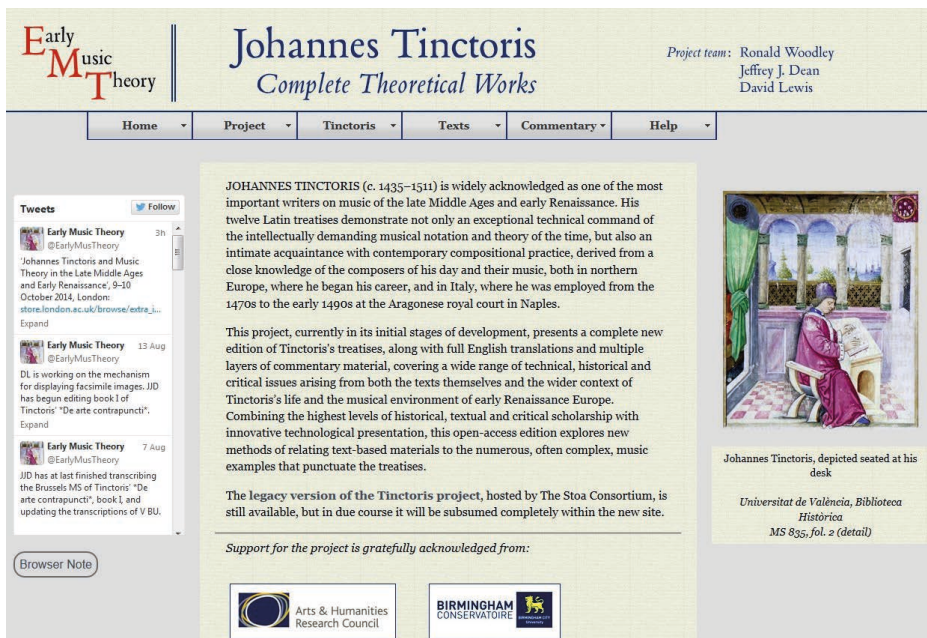 Early
Music
Theory
Johannes Tinctoris
Complete Theoretical Works
Project team: Ronald Woodley
Jeffrey J. Dean
David Lewis
Home
Project
Tinctoris
Texts
Commentary
Help
Tweets
Follow
Early Music Theory 3h
@EarlyMusTheory
'Johannes Tinctoris and Music
Theory in the Late Middle Ages
and Early Renaissance', 9–10
October 2014, London:
store.london.ac.uk/browse/extra_i...
Expand
Early Music Theory 13 Aug
@EarlyMusTheory
DL is working on the mechanism
for displaying facsimile images. JJD
has begun editing book I of
Tinctoris' *De arte contrapuncti*.
Expand
Early Music Theory 7 Aug
@EarlyMusTheory
JJD has at last finished transcribing
the Brussels MS of Tinctoris' *De
arte contrapuncti*, book I, and
updating the transcriptions of V BU.
Browser Note
JOHANNES TINCTORIS (c. 1435–1511) is widely acknowledged as one of the most
important writers on music of the late Middle Ages and early Renaissance. His
twelve Latin treatises demonstrate not only an exceptional technical command of
the intellectually demanding musical notation and theory of the time, but also an
intimate acquaintance with contemporary compositional practice, derived from a
close knowledge of the composers of his day and their music, both in northern
Europe, where he began his career, and in Italy, where he was employed from the
1470s to the early 1490s at the Aragonese royal court in Naples.
This project, currently in its initial stages of development, presents a complete new
edition of Tinctoris's treatises, along with full English translations and multiple
layers of commentary material, covering a wide range of technical, historical and
critical issues arising from both the texts themselves and the wider context of
Tinctoris's life and the musical environment of early Renaissance Europe.
Combining the highest levels of historical, textual and critical scholarship with
innovative technological presentation, this open-access edition explores new
methods of relating text-based materials to the numerous, often complex, music
examples that punctuate the treatises.
The legacy version of the Tinctoris project, hosted by The Stoa Consortium, is
still available, but in due course it will be subsumed completely within the new site.
Support for the project is gratefully acknowledged from:
Arts & Humanities
Research Council
BIRMINGHAM
CONSERVATOIRE
BIRMINGHAM CITY
University
Johannes Tinctoris, depicted seated at his
desk
Universitat de València, Biblioteca
Històrica
MS 835, fol. 2 (detail)